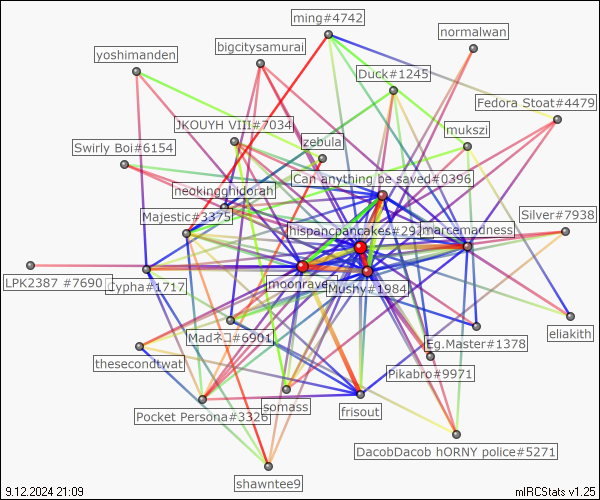 ming#4742
normalwan
bigcitysamurai
yoshimanden
Duck#1245
Fedora Stoat#4479
JKOUYH VIII#7034
mukszi
zebula
Swirly Boi#6154
Can anything be saved#0396
neokingghidorah
Majestic#3375
Silver#7938
hispancpancakes#292
marcemadness
LPK2387 #7690
Cypha#1717
moonrave
Mushy#1984
eliakith
Madネコ#6901
Eg.Master#1378
thesecondtwat
Pikabro#9971
Pocket Persona#3326
somass
frisout
DacobDacob hORNY police#5271
shawntee9
9.12.2024 21:09
mIRCStats v1.25